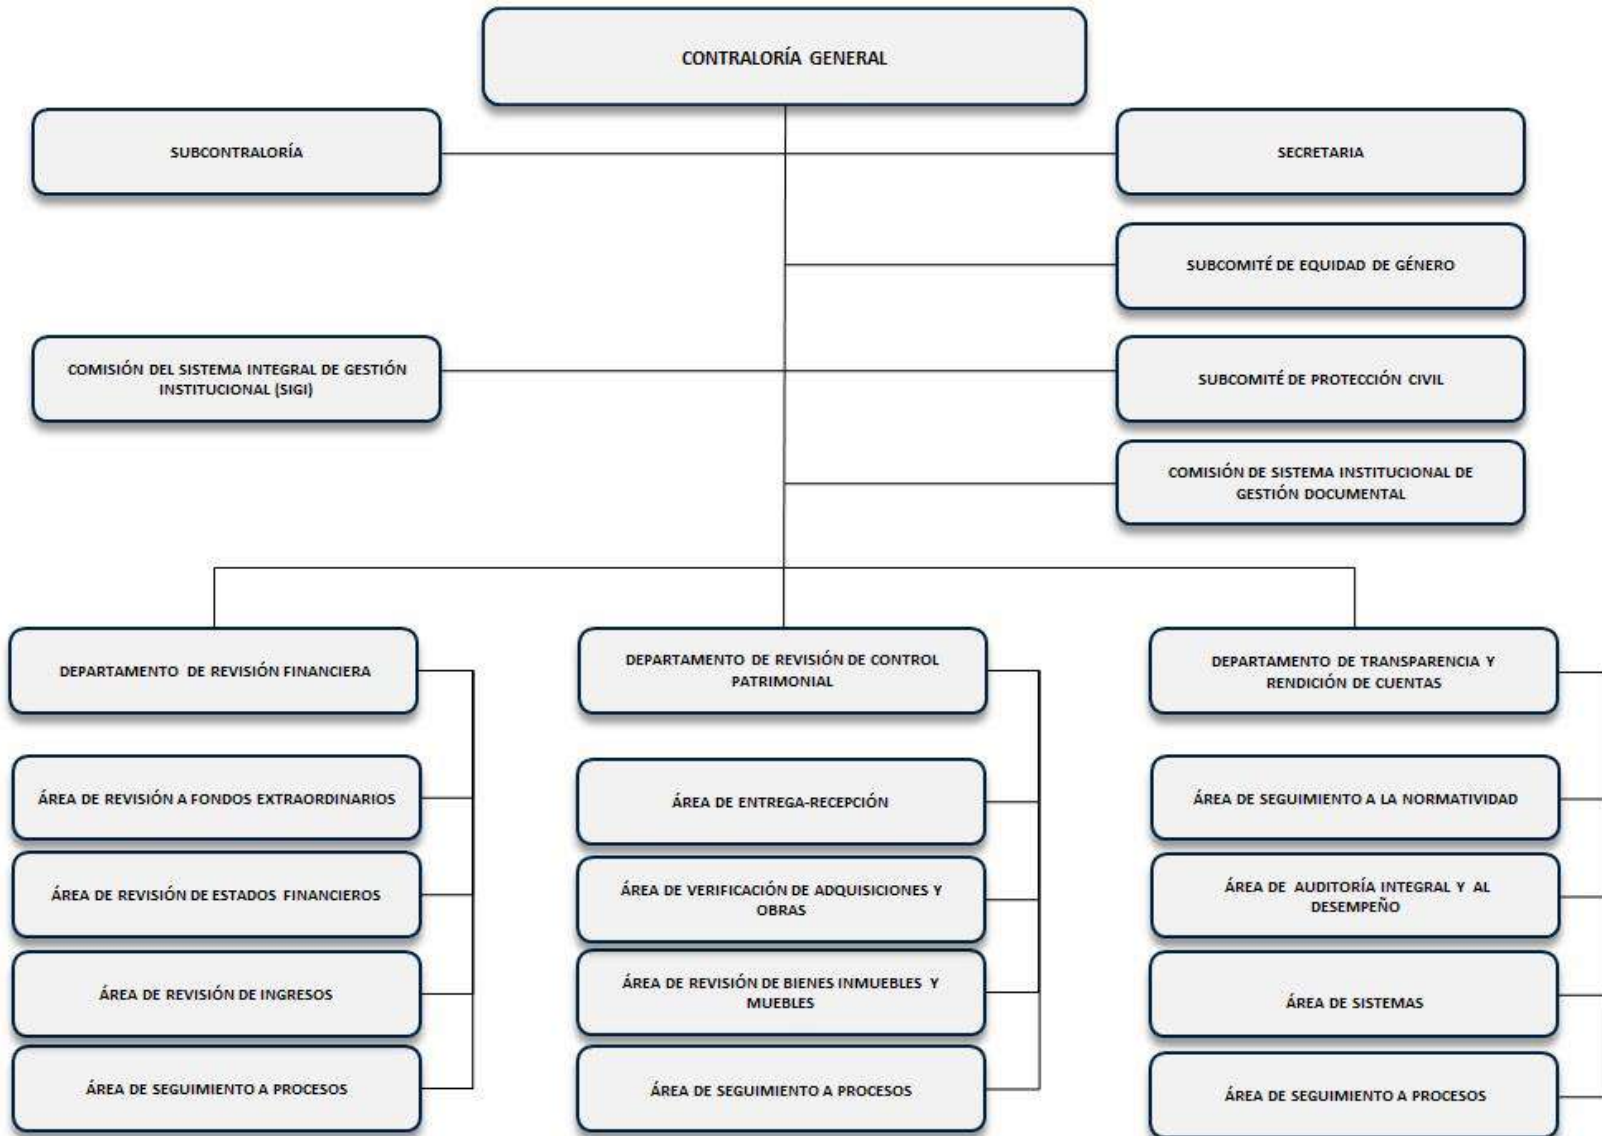 CONTRALORÍA GENERAL
SUBCONTRALORÍA
SECRETARIA
SUBCOMITÉ DE EQUIDAD DE GÉNERO
COMISIÓN DEL SISTEMA INTEGRAL DE GESTIÓN
INSTITUCIONAL (SIGI)
SUBCOMITÉ DE PROTECCIÓN CIVIL
COMISIÓN DE SISTEMA INSTITUCIONAL DE
GESTIÓN DOCUMENTAL
DEPARTAMENTO DE REVISIÓN FINANCIERA
ÁREA DE REVISIÓN A FONDOS EXTRAORDINARIOS
ÁREA DE REVISIÓN DE ESTADOS FINANCIEROS
ÁREA DE REVISIÓN DE INGRESOS
ÁREA DE SEGUIMIENTO A PROCESOS
DEPARTAMENTO DE REVISIÓN DE CONTROL
PATRIMONIAL
ÁREA DE ENTREGA-RECEPCIÓN
ÁREA DE VERIFICACIÓN DE ADQUISICIONES Y
OBRAS
ÁREA DE REVISIÓN DE BIENES INMUEBLES Y
MUEBLES
ÁREA DE SEGUIMIENTO A PROCESOS
DEPARTAMENTO DE TRANSPARENCIA Y
RENDICIÓN DE CUENTAS
ÁREA DE SEGUIMIENTO A LA NORMATIVIDAD
ÁREA DE AUDITORÍA INTEGRAL Y AL
DESEMPEÑO
ÁREA DE SISTEMAS
ÁREA DE SEGUIMIENTO A PROCESOS